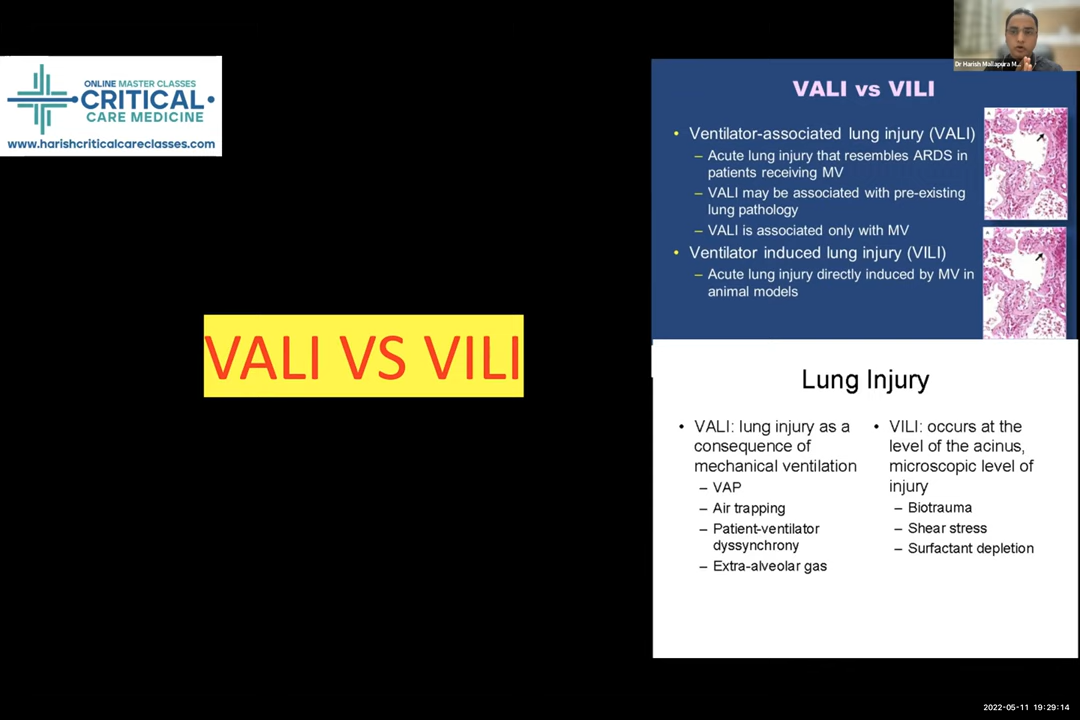 Dr Harish Mallapura M...
ONLINE MASTER CLASSES
CRITICAL
CARE MEDICINE
www.harishcriticalcareclasses.com
VALI VS VILI
VALI vs VILI
• Ventilator-associated lung injury (VALI)
– Acute lung injury that resembles ARDS in
patients receiving MV
– VALI may be associated with pre-existing
lung pathology
– VALI is associated only with MV
• Ventilator induced lung injury (VILI)
– Acute lung injury directly induced by MV in
animal models
Lung Injury
• VALI: lung injury as a
consequence of
mechanical ventilation
– VAP
– Air trapping
– Patient-ventilator
dyssynchrony
– Extra-alveolar gas
• VILI: occurs at the
level of the acinus,
microscopic level of
injury
– Biotrauma
– Shear stress
– Surfactant depletion
2022-05-11 19:29:14